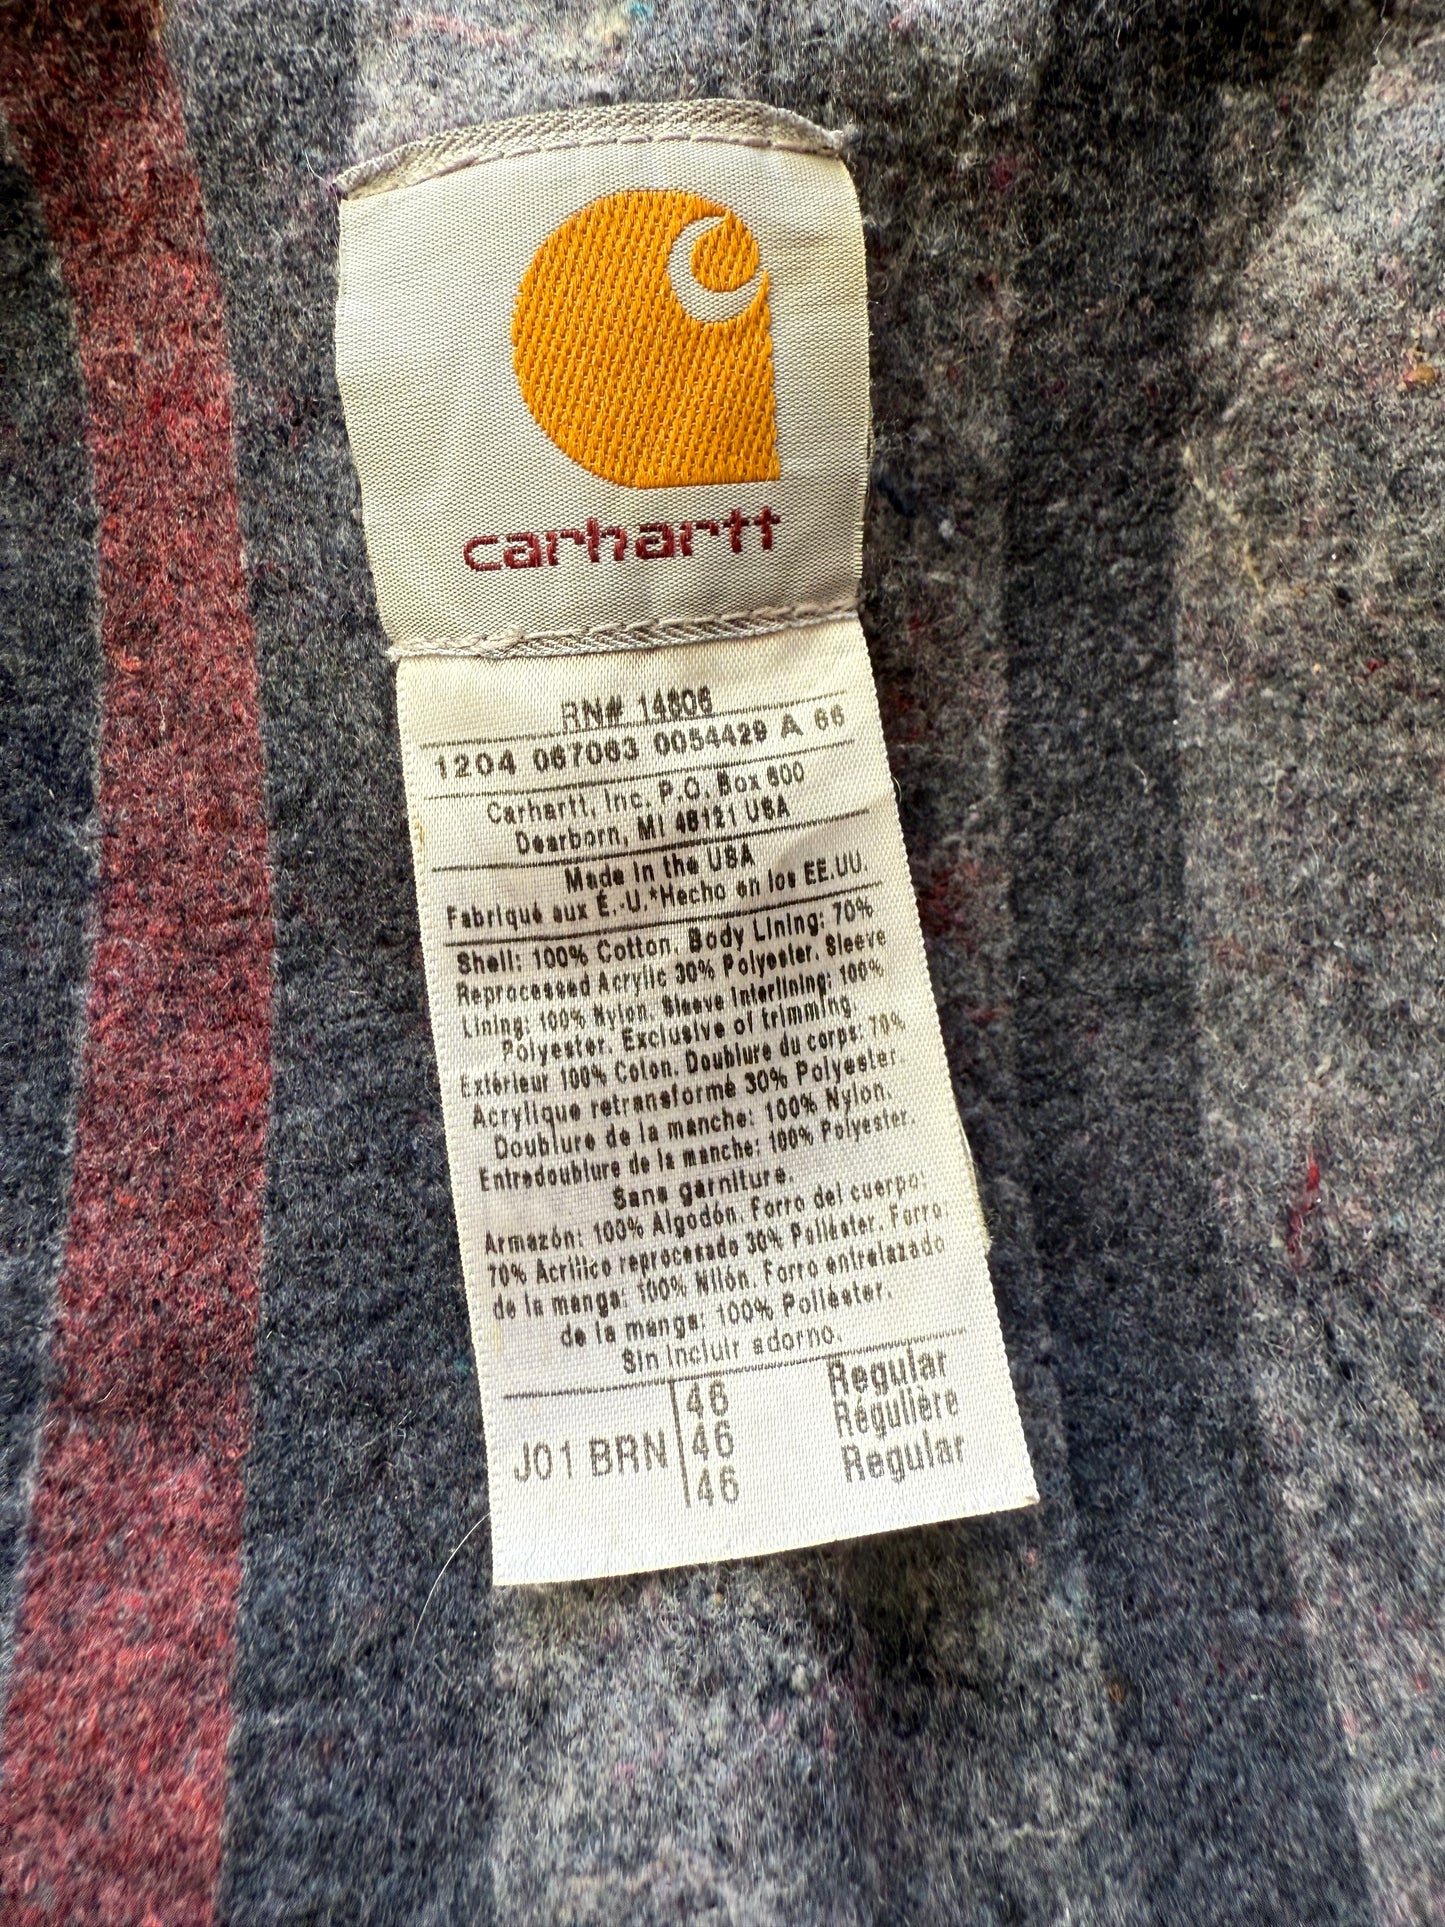 carhartt
RN# 14806
1204 067063 0054429 A 66
Carhartt, Inc. P.O. Box 600
Dearborn, MI 48121 USA
Made in the USA
Fabriqué aux É.-U.*Hecho en los EE.UU.
Shell: 100% Cotton. Body Lining: 70%
Reprocessed Acrylic 30% Polyester. Sleeve
Lining: 100% Nylon. Sleeve Interlining: 100%
Polyester. Exclusive of trimming.
Extérieur 100% Coton. Doublure du corps: 70%
Acrylique retransformé 30% Polyester
Doublure de la manche: 100% Nylon.
Entredoublure de la manche: 100% Polyester.
Sans garniture.
Armazón: 100% Algodón. Forro del cuerpo:
70% Acrílico reprocesado 30% Poliéster. Forro:
de la manga: 100% Nilón. Forro entrelazado
de la manga: 100% Poliéster.
Sin incluir adorno.
46 Regular
J01 BRN 46 Régulière
46 Regular